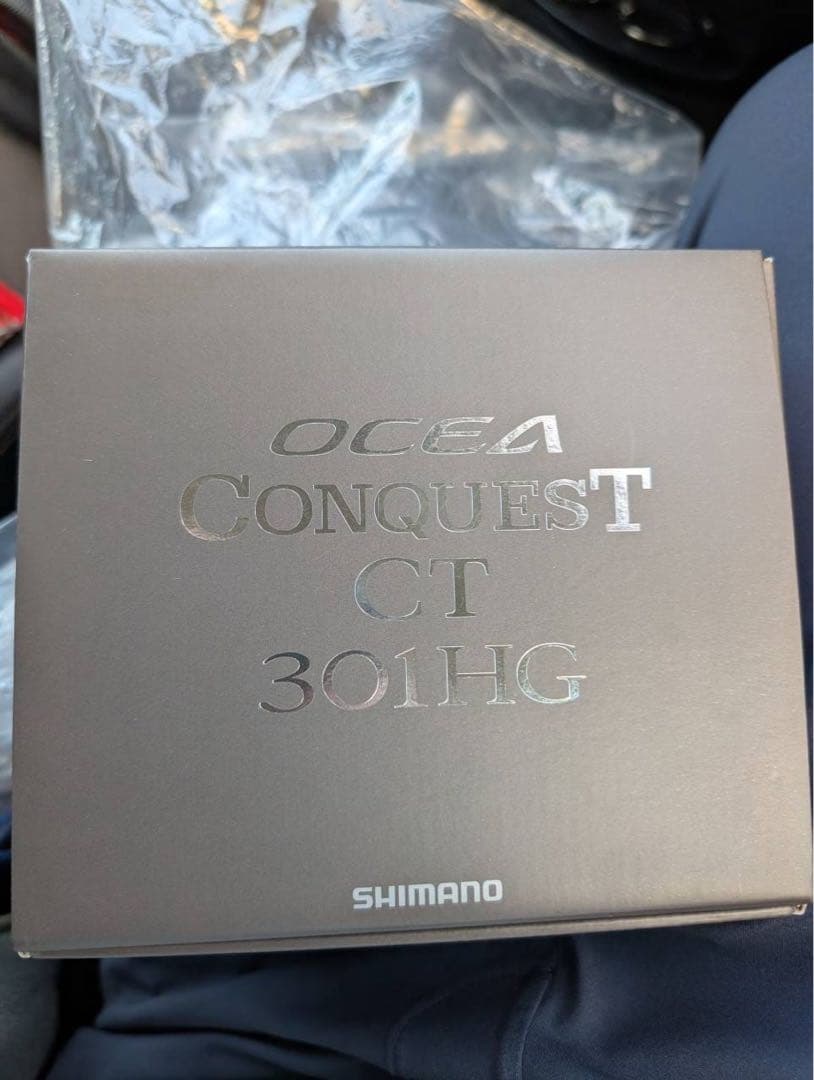 OCEA
CONQUEST
CT
301HG
SHIMANO